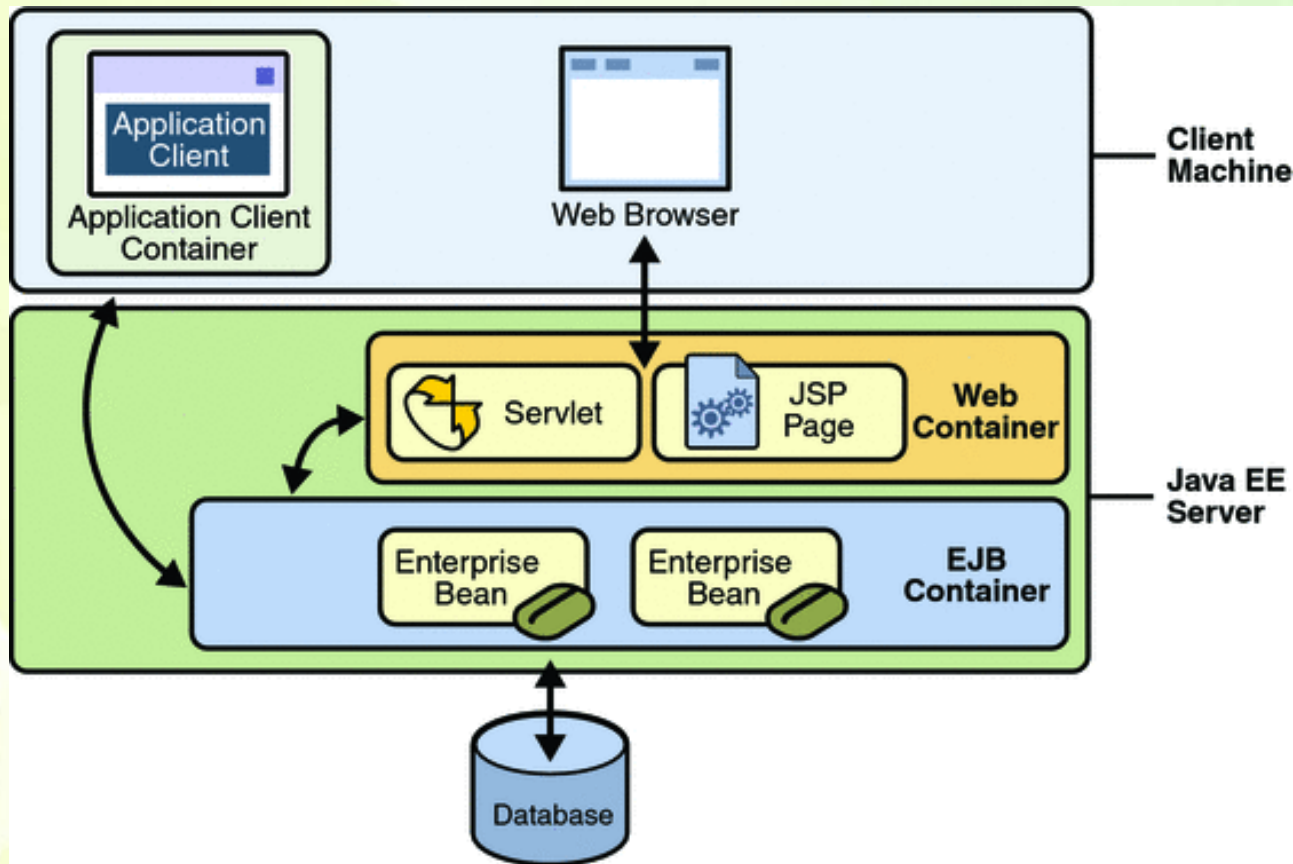 Application
Client
Application Client
Container
Web Browser
Client
Machine
Servlet
JSP
Page
Web
Container
Java EE
Server
Enterprise
Bean
Enterprise
Bean
EJB
Container
Database